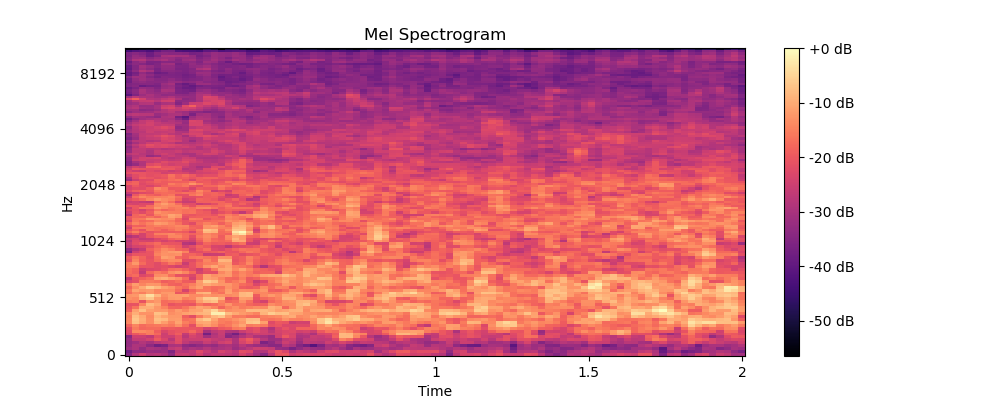 Mel Spectrogram
Hz
8192
4096
2048
1024
512
0
0
0.5
1
1.5
2
Time
+0 dB
-10 dB
-20 dB
-30 dB
-40 dB
-50 dB